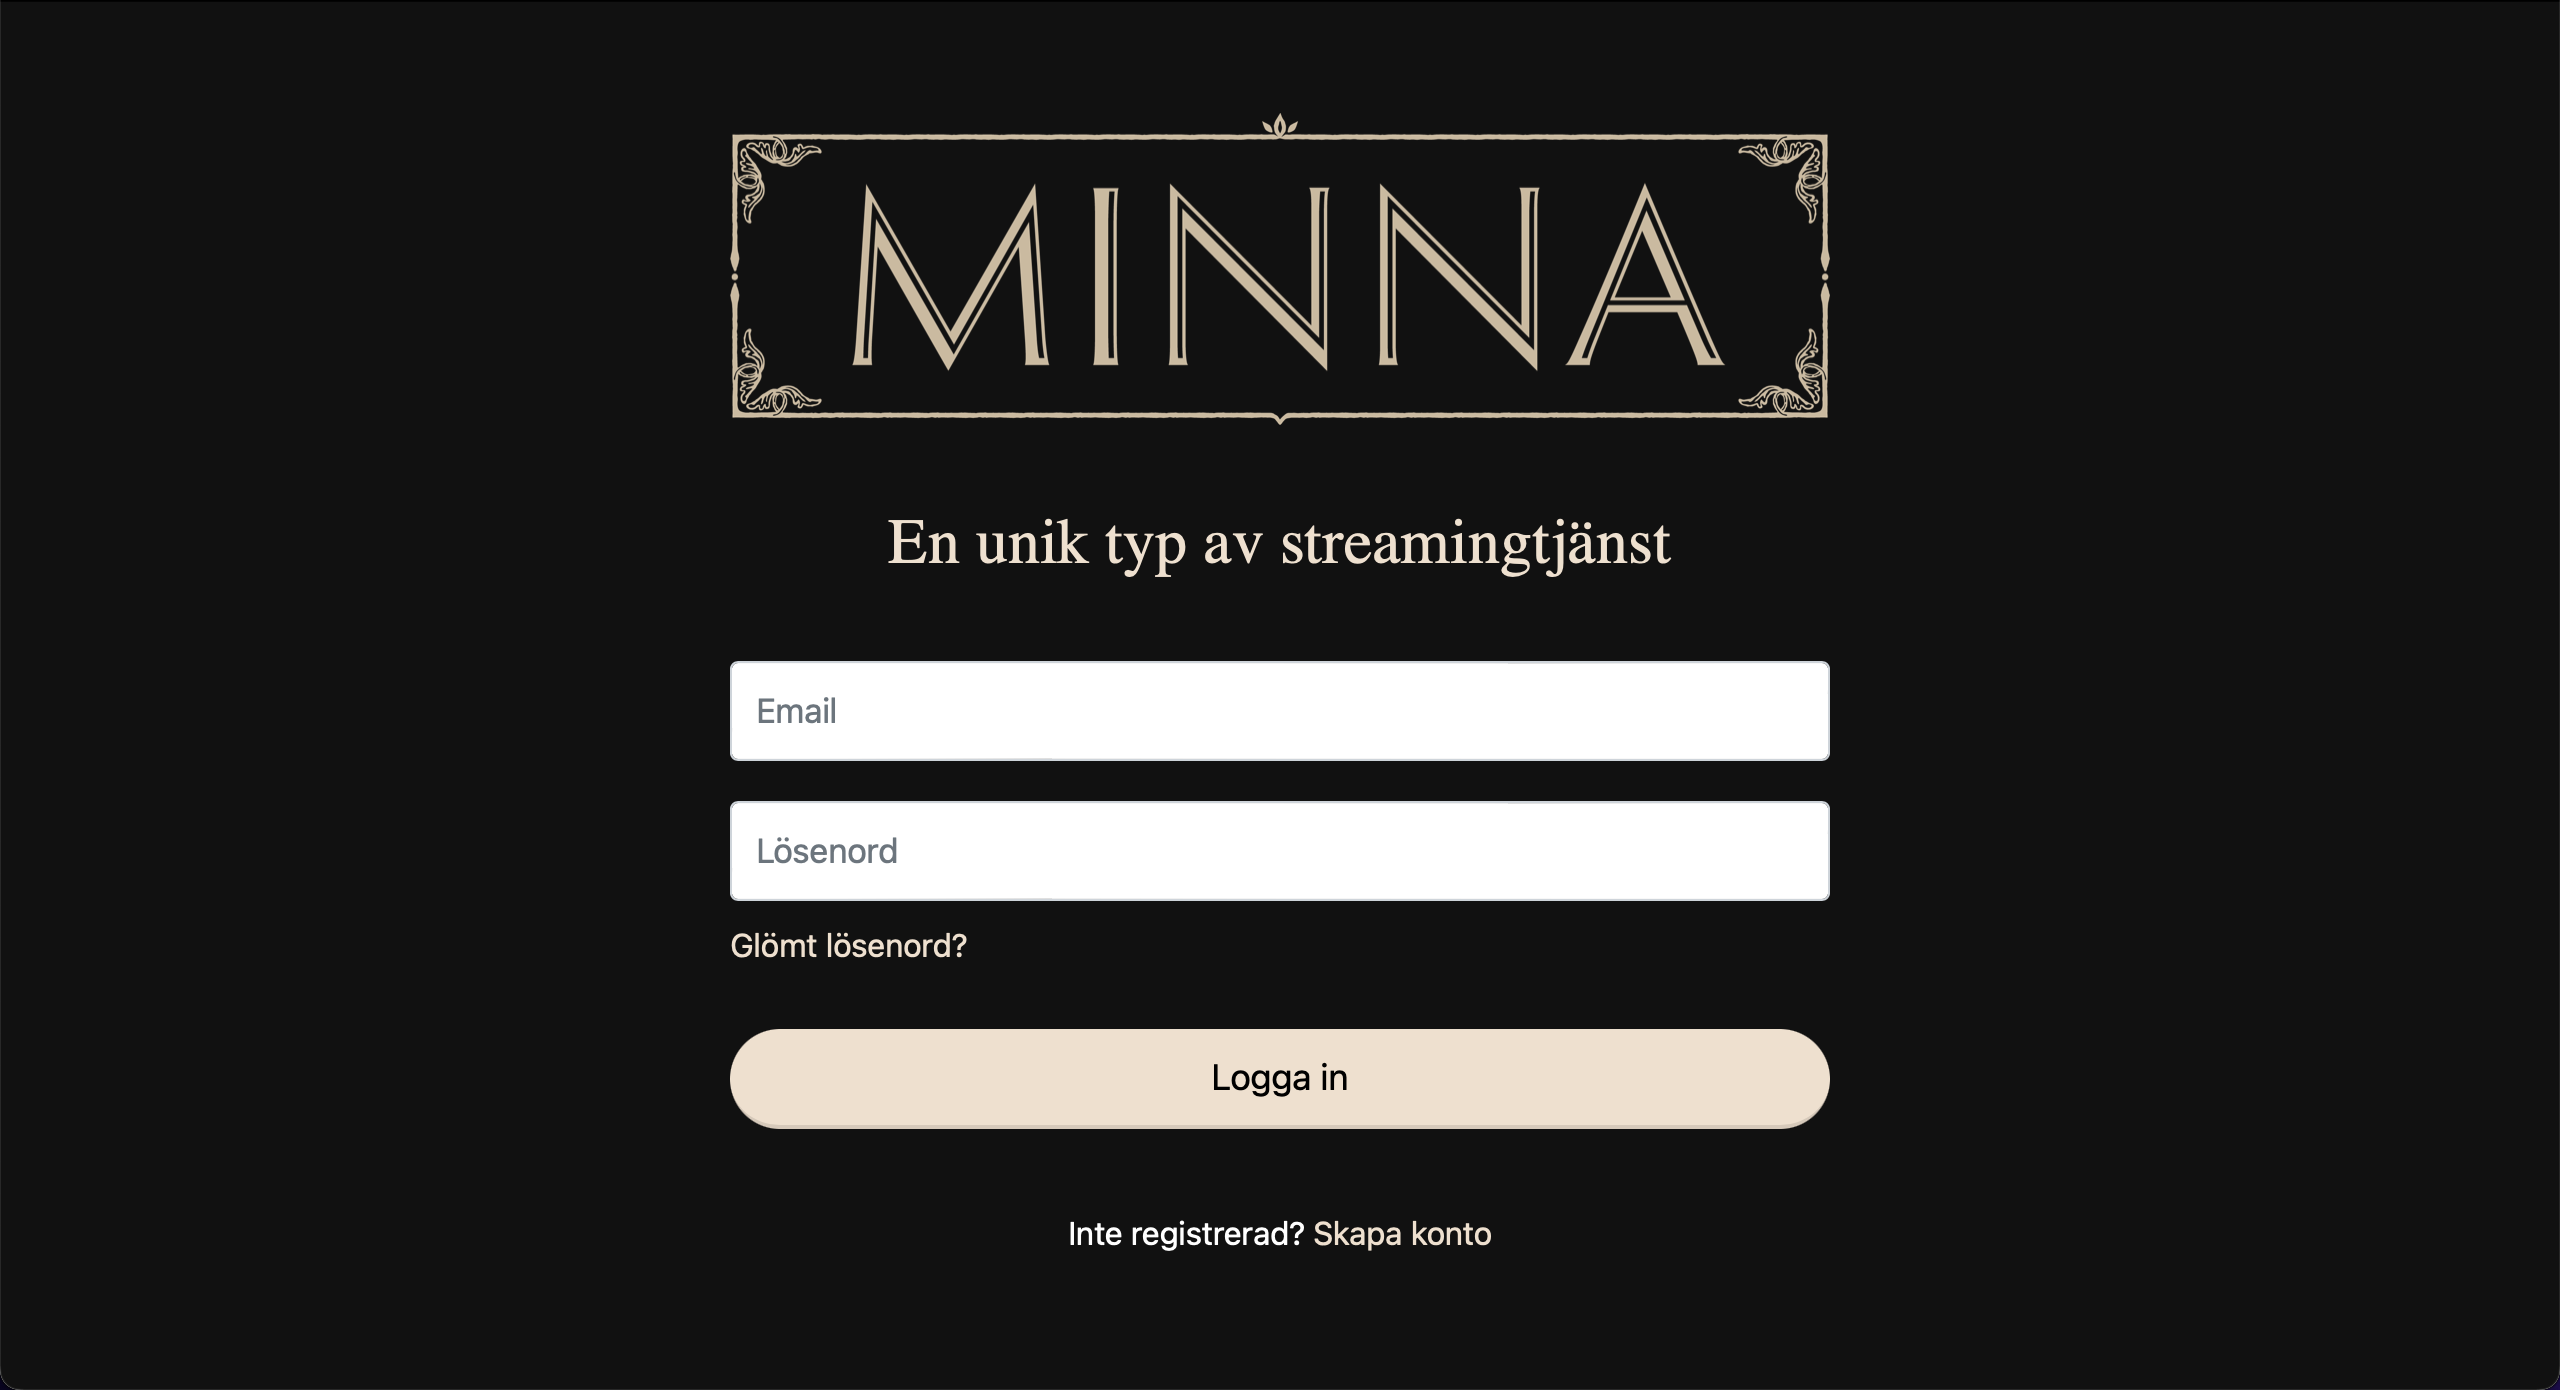 MINNA
En unik typ av streamingtjänst
Email
Lösenord
Glömt lösenord?
Logga in
Inte registrerad? Skapa konto